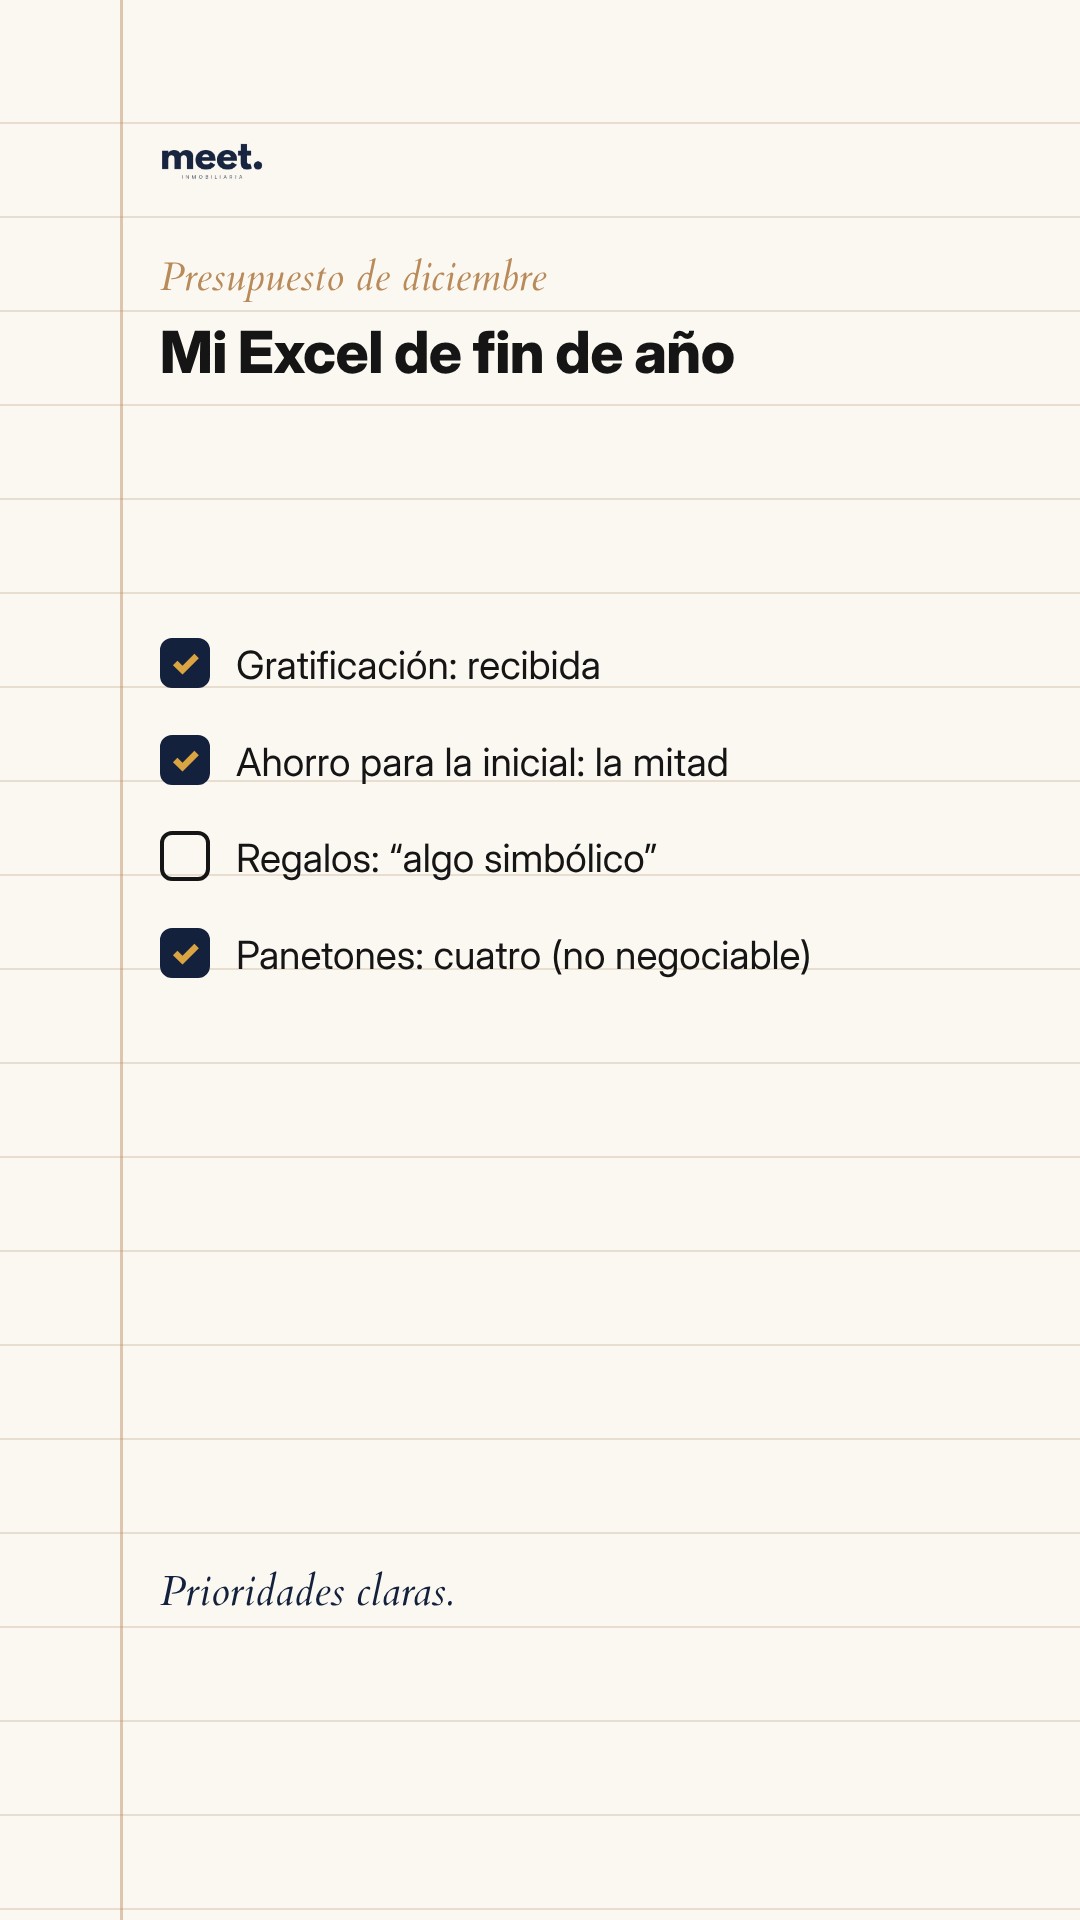 meet.
INMOBILIARIA
Presupuesto de diciembre
Mi Excel de fin de año
Gratificación: recibida
Ahorro para la inicial: la mitad
Regalos: “algo simbólico”
Panetones: cuatro (no negociable)
Prioridades claras.